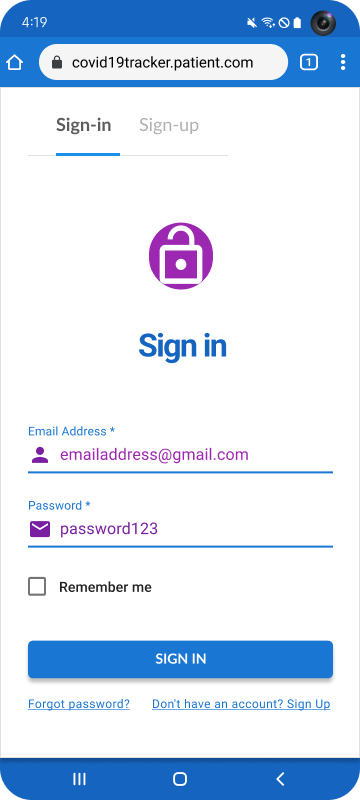 4:19
covid19tracker.patient.com
1
Sign-in Sign-up
Sign in
Email Address *
emailaddress@gmail.com
Password *
password123
Remember me
SIGN IN
Forgot password? Don't have an account? Sign Up